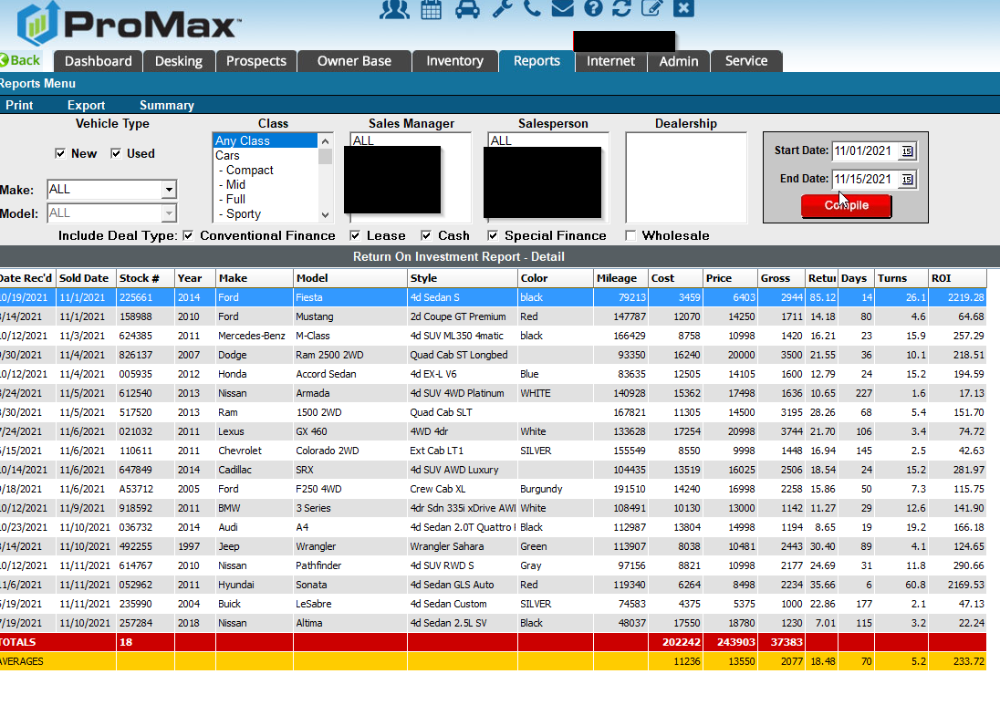 ProMax™
Back Dashboard Desking Prospects Owner Base Inventory Reports Internet Admin Service
Reports Menu
Print Export Summary
Vehicle Type Class Sales Manager Salesperson Dealership
New Used
Any Class
Cars
- Compact
- Mid
- Full
- Sporty
ALL
ALL
Start Date: 11/01/2021
End Date: 11/15/2021
Compile
Make: ALL
Model: ALL
Include Deal Type: Conventional Finance Lease Cash Special Finance Wholesale
Return On Investment Report - Detail
Date Rec'd Sold Date Stock # Year Make Model Style Color Mileage Cost Price Gross Retur Days Turns ROI
0/19/2021 11/1/2021 225661 2014 Ford Fiesta 4d Sedan S black 79213 3459 6403 2944 85.12 14 26.1 2219.28
/14/2021 11/1/2021 158988 2010 Ford Mustang 2d Coupe GT Premium Red 147787 12070 14250 1711 14.18 80 4.6 64.68
0/12/2021 11/3/2021 624385 2011 Mercedes-Benz M-Class 4d SUV ML350 4matic black 166429 8758 10998 1420 16.21 23 15.9 257.29
/30/2021 11/4/2021 826137 2007 Dodge Ram 2500 2WD Quad Cab ST Longbed 93350 16240 20000 3500 21.55 36 10.1 218.51
0/12/2021 11/4/2021 005935 2012 Honda Accord Sedan 4d EX-L V6 Blue 83635 12505 14105 1600 12.79 24 15.2 194.59
/24/2021 11/5/2021 612540 2013 Nissan Armada 4d SUV 4WD Platinum WHITE 140928 15362 17498 1636 10.65 227 1.6 17.13
/30/2021 11/5/2021 517520 2013 Ram 1500 2WD Quad Cab SLT 167821 11305 14500 3195 28.26 68 5.4 151.70
/24/2021 11/6/2021 021032 2011 Lexus GX 460 4WD 4dr White 133628 17254 20998 3744 21.70 106 3.4 74.72
/15/2021 11/6/2021 110611 2011 Chevrolet Colorado 2WD Ext Cab LT1 SILVER 155549 8550 9998 1448 16.94 145 2.5 42.63
0/14/2021 11/6/2021 647849 2014 Cadillac SRX 4d SUV AWD Luxury 104435 13519 16025 2506 18.54 24 15.2 281.97
/18/2021 11/6/2021 A53712 2005 Ford F250 4WD Crew Cab XL Burgundy 191510 14240 16998 2258 15.86 50 7.3 115.75
0/12/2021 11/9/2021 918592 2011 BMW 3 Series 4dr Sdn 335i xDrive AWI White 108491 10130 13000 1142 11.27 29 12.6 141.90
0/23/2021 11/10/2021 036732 2014 Audi A4 4d Sedan 2.0T Quattro Black 112987 13804 14998 1194 8.65 19 19.2 166.18
/14/2021 11/10/2021 492255 1997 Jeep Wrangler Wrangler Sahara Green 113907 8038 10481 2443 30.40 89 4.1 124.65
0/12/2021 11/11/2021 614767 2010 Nissan Pathfinder 4d SUV RWD S Gray 97156 8821 10998 2177 24.69 31 11.8 290.66
1/6/2021 11/11/2021 052962 2011 Hyundai Sonata 4d Sedan GLS Auto Red 119340 6264 8498 2234 35.66 6 60.8 2169.53
/19/2021 11/11/2021 235990 2004 Buick LeSabre 4d Sedan Custom SILVER 74583 4375 5375 1000 22.86 177 2.1 47.13
/19/2021 11/10/2021 257284 2018 Nissan Altima 4d Sedan 2.5L SV Black 48037 17550 18780 1230 7.01 115 3.2 22.24
TOTALS 18 202242 243903 37383
AVERAGES 11236 13550 2077 18.48 70 5.2 233.72